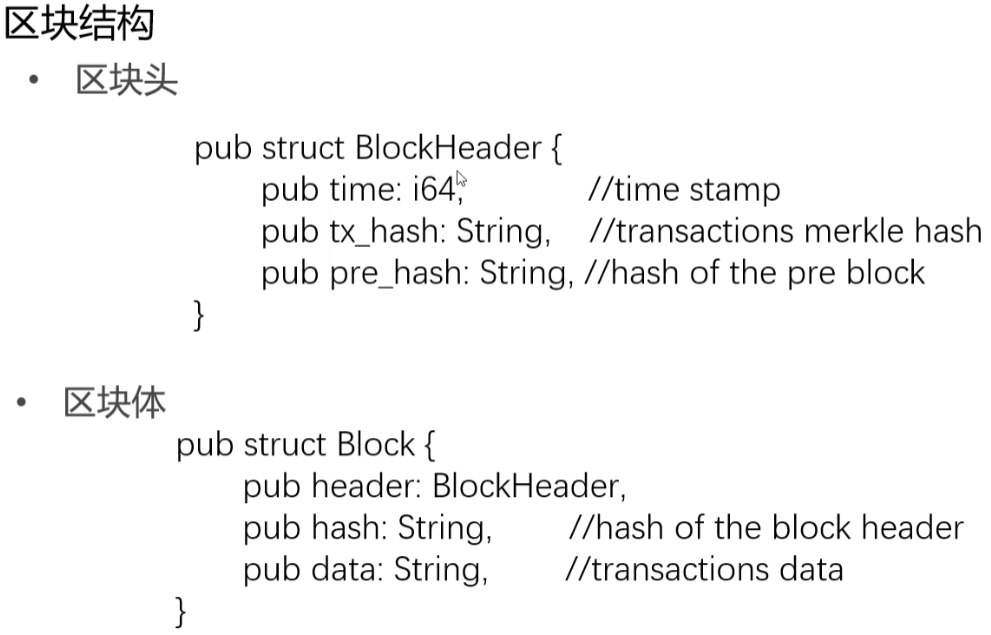 区块结构
• 区块头
pub struct BlockHeader {
pub time: i64, //time stamp
pub tx_hash: String, //transactions merkle hash
pub pre_hash: String, //hash of the pre block
}
• 区块体
pub struct Block {
pub header: BlockHeader,
pub hash: String, //hash of the block header
pub data: String, //transactions data
}